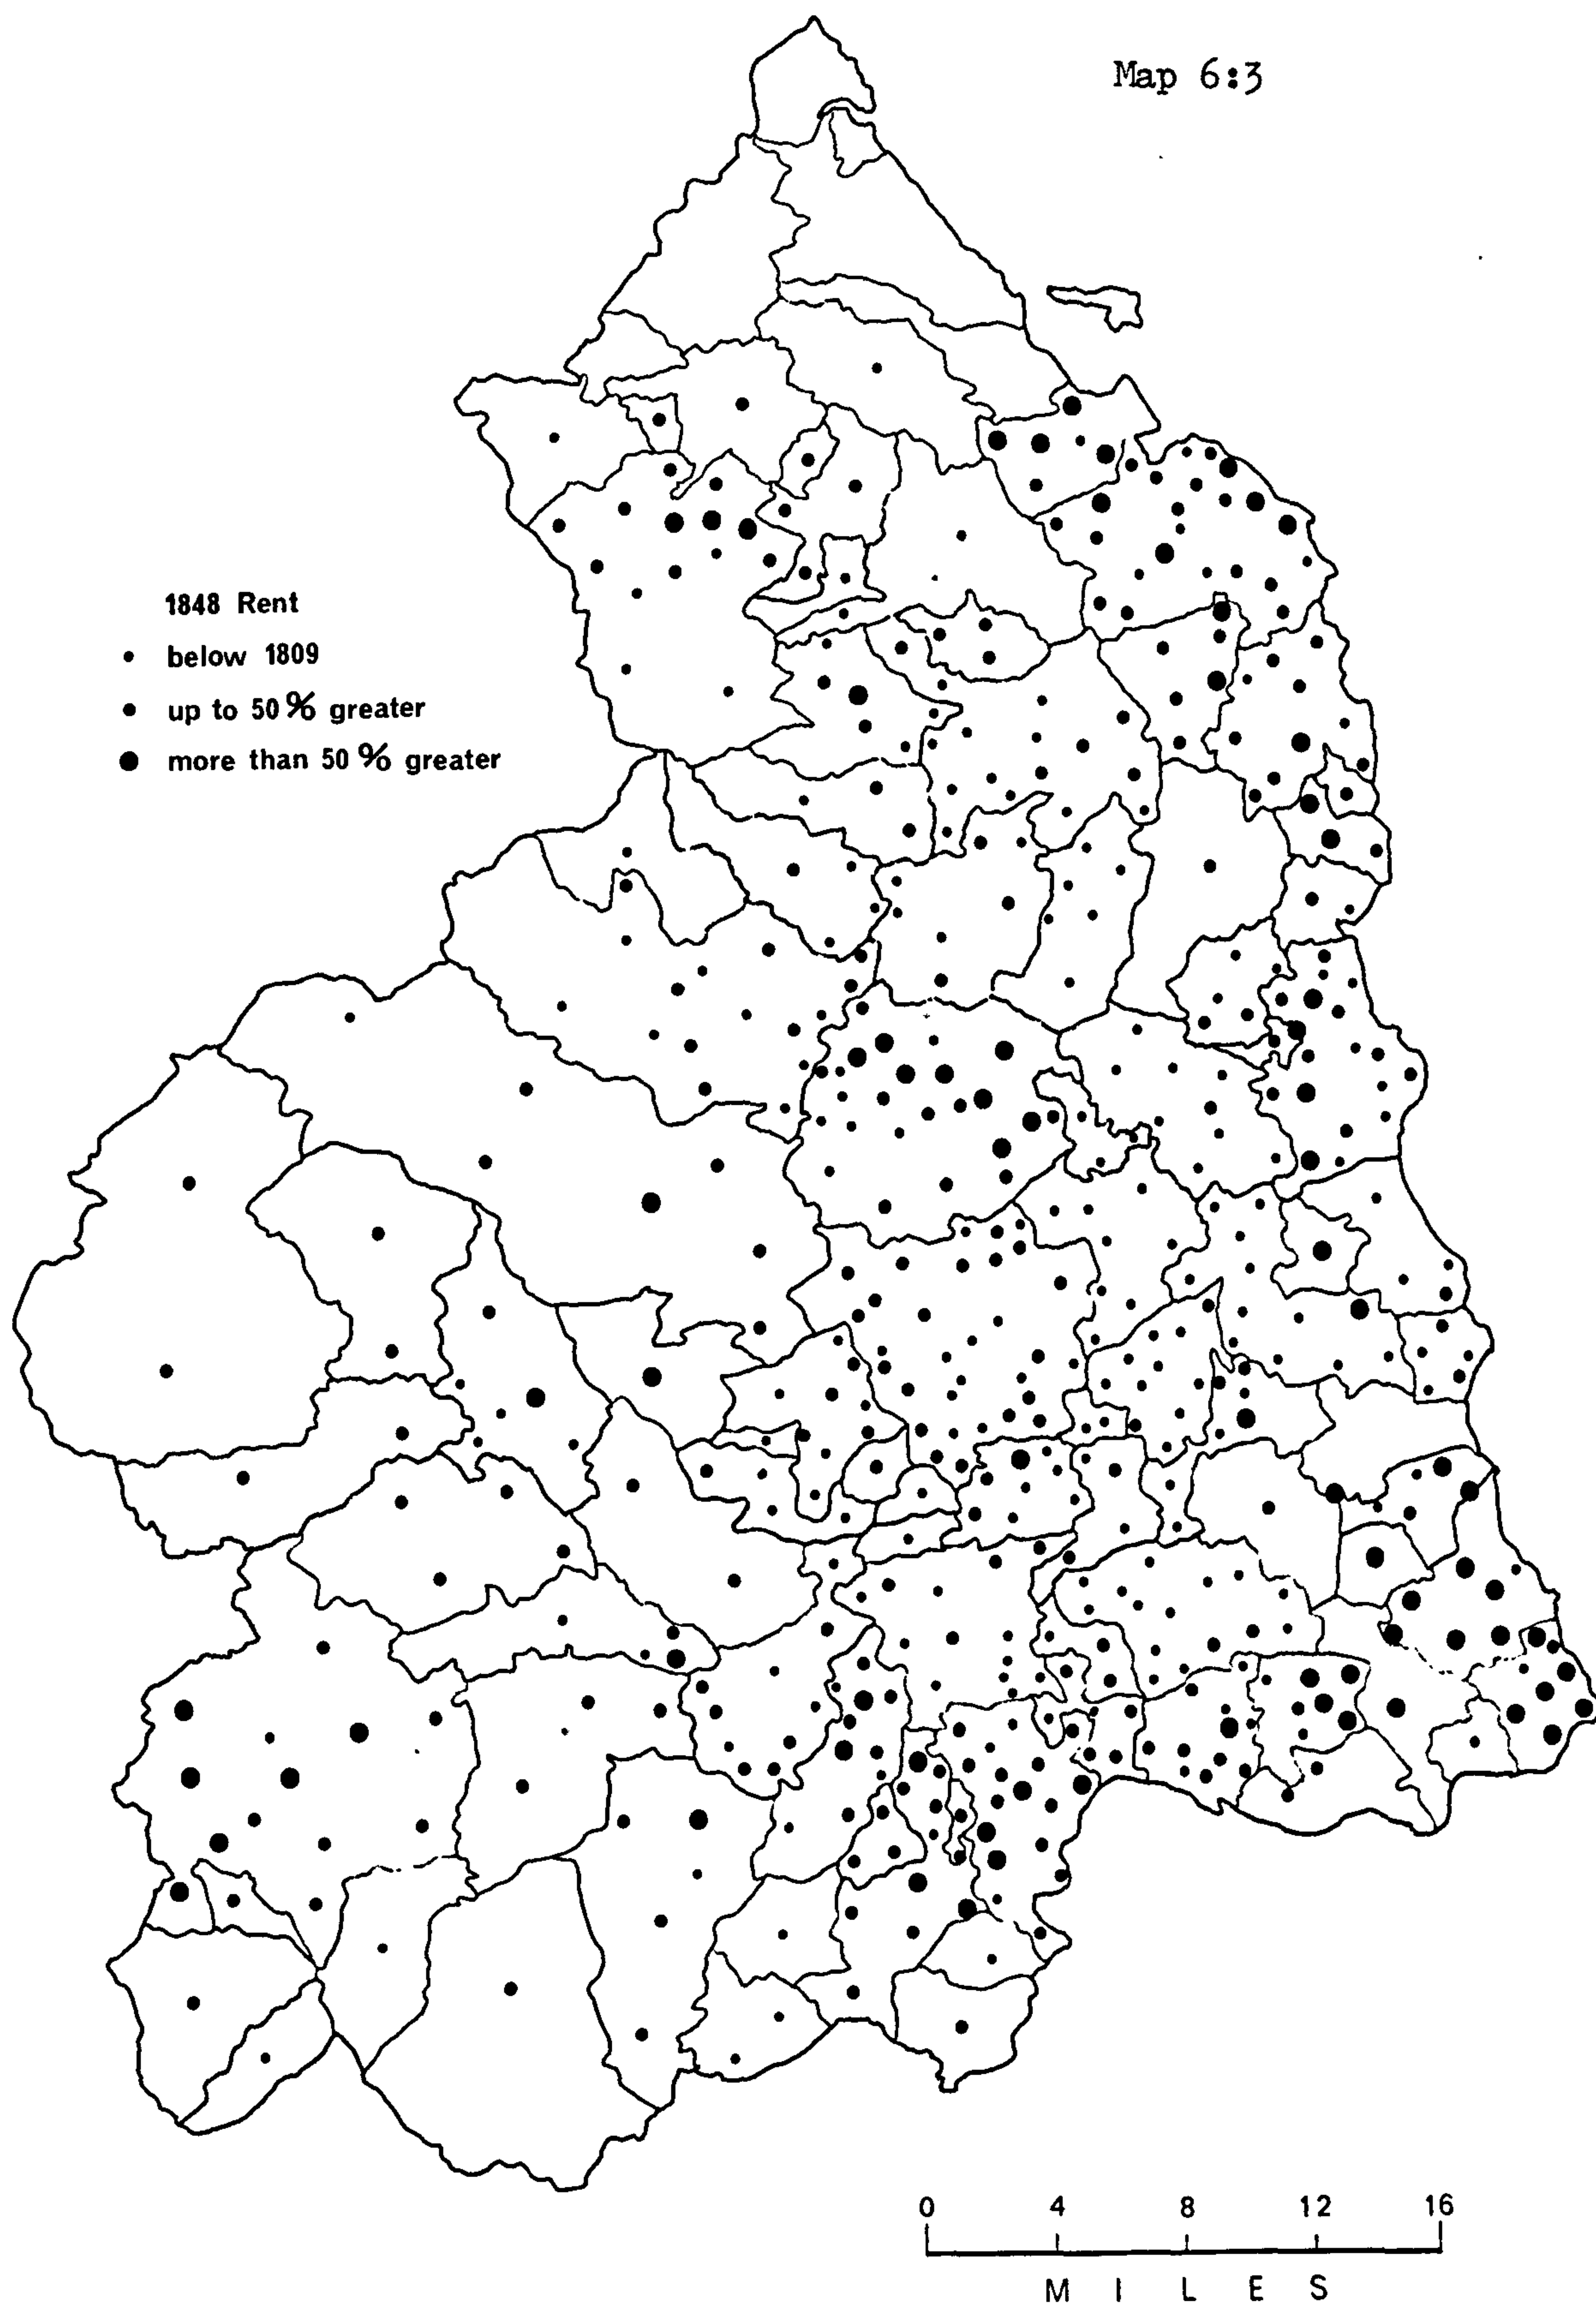 Map 6:3
1848 Rent
below 1809
up to 50% greater
more than 50% greater
0 4 8 12 16
MILES